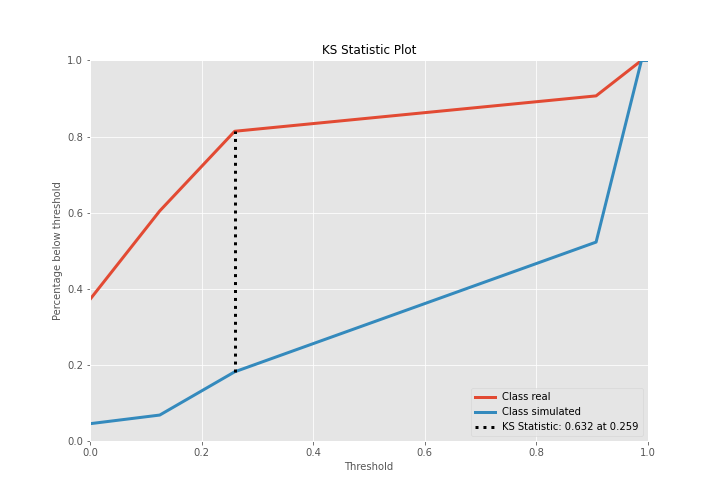 KS Statistic Plot
1.0
0.8
0.6
0.4
0.2
0.0
Percentage below threshold
0.0 0.2 0.4 0.6 0.8 1.0
Threshold
Class real
Class simulated
KS Statistic: 0.632 at 0.259